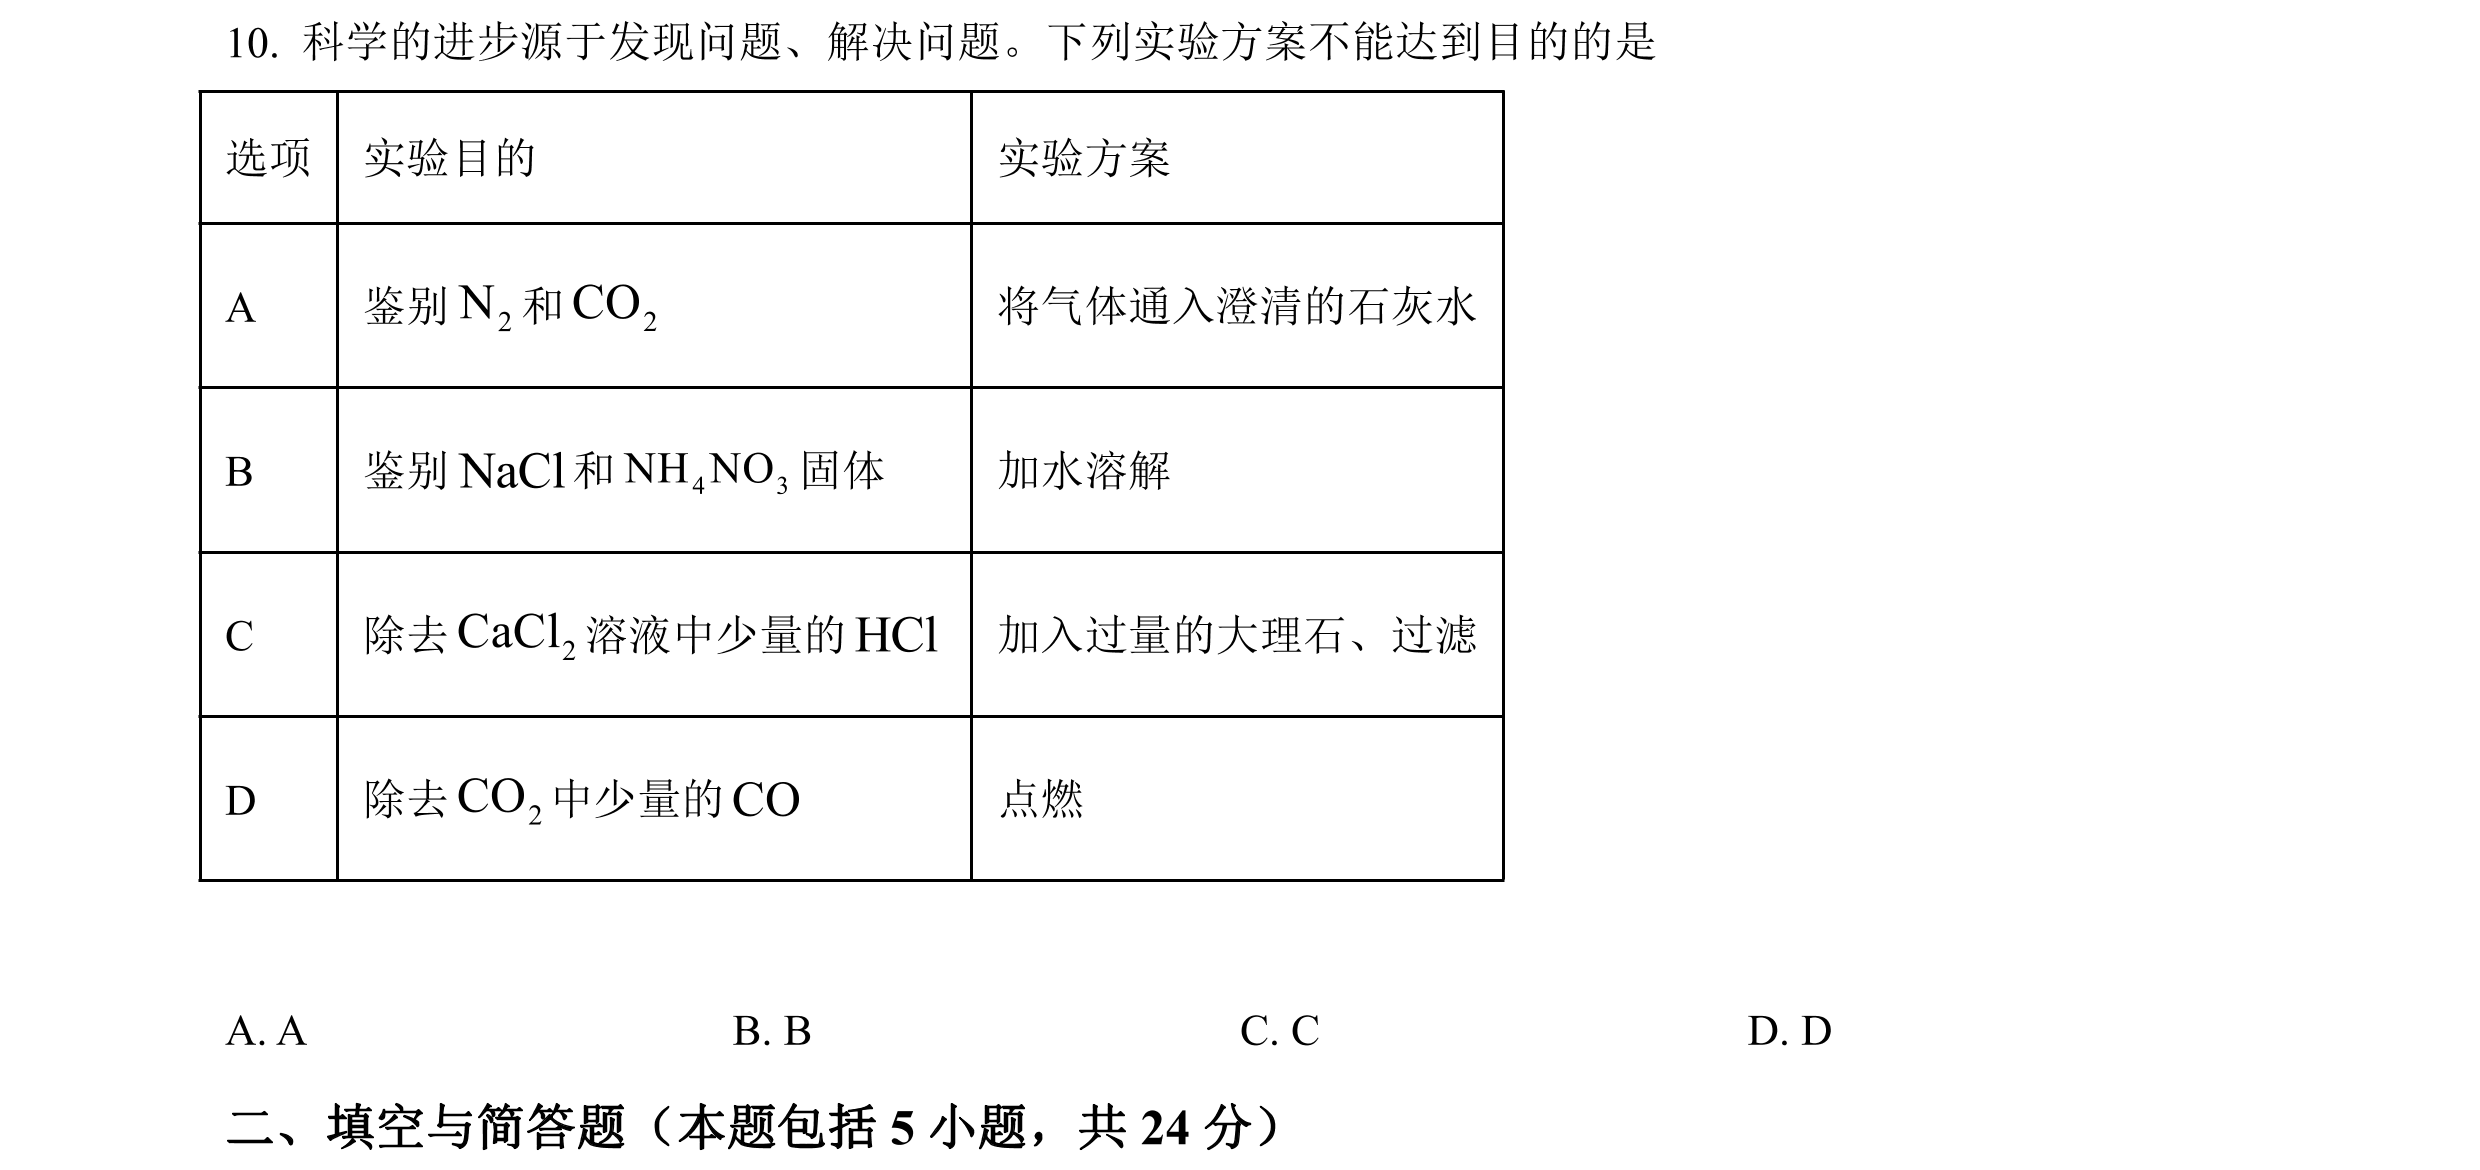 10. 科学的进步源于发现问题、解决问题。下列实验方案不能达到目的的是
选项 实验目的 实验方案
A 鉴别 N₂ 和 CO₂ 将气体通入澄清的石灰水
B 鉴别 NaCl 和 NH₄NO₃ 固体 加水溶解
C 除去 CaCl₂ 溶液中少量的 HCl 加入过量的大理石、过滤
D 除去 CO₂ 中少量的 CO 点燃
A. A B. B C. C D. D
二、填空与简答题（本题包括 5 小题，共 24 分）